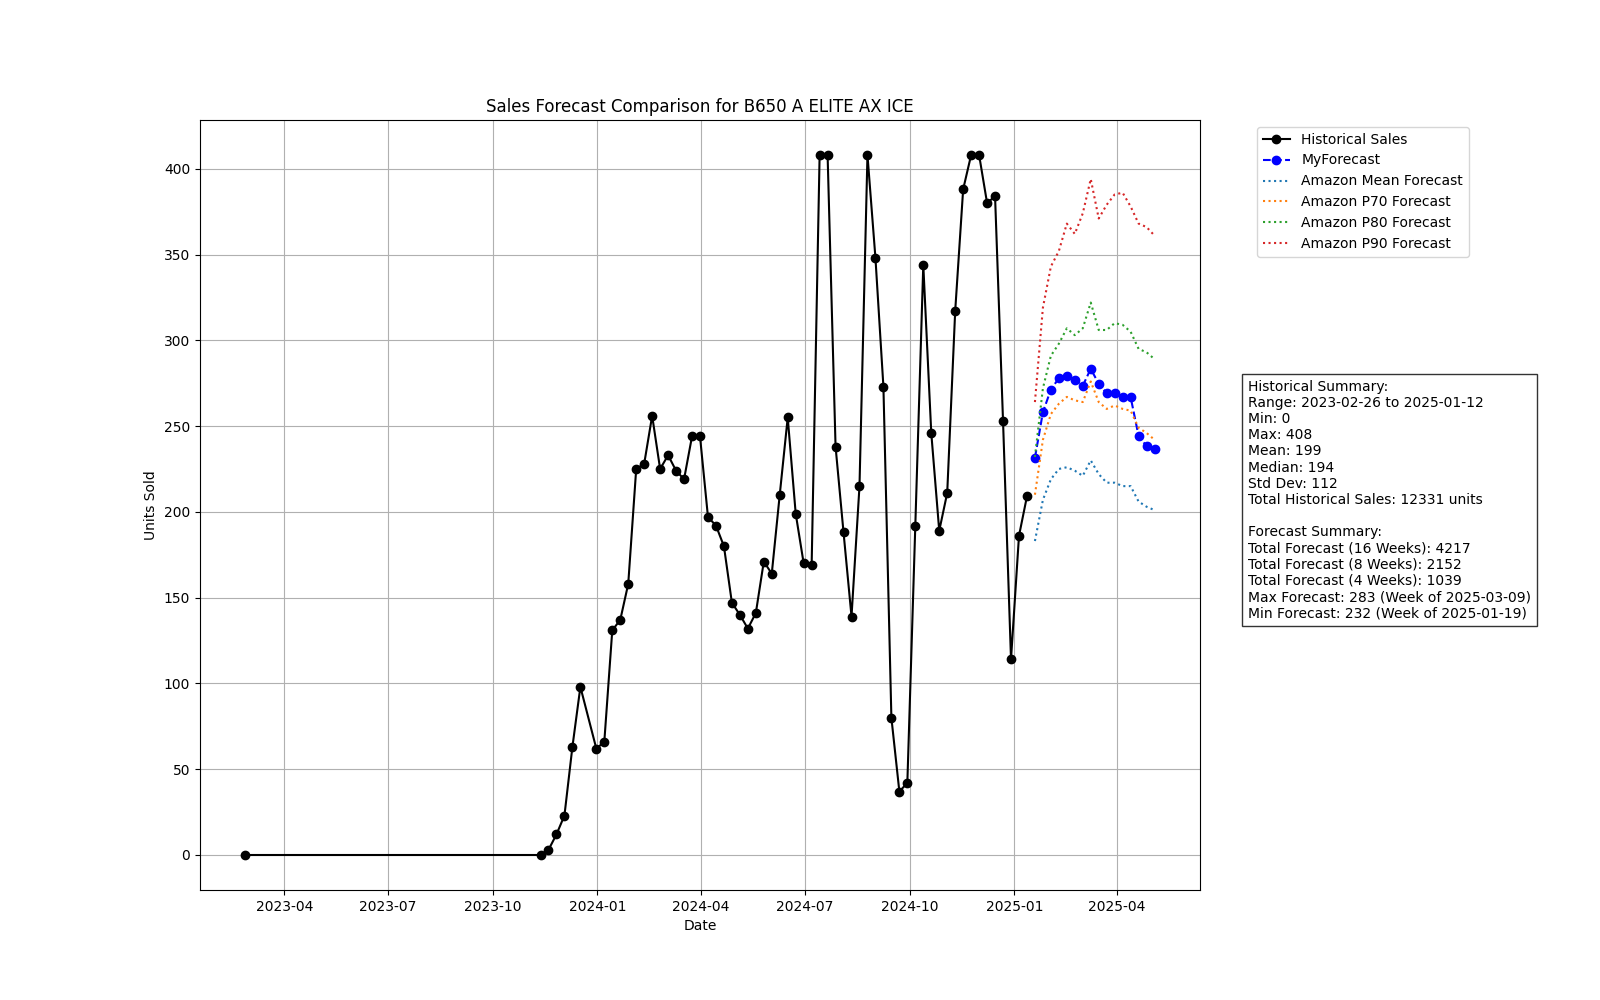 Sales Forecast Comparison for B650 A ELITE AX ICE
Historical Sales
MyForecast
Amazon Mean Forecast
Amazon P70 Forecast
Amazon P80 Forecast
Amazon P90 Forecast
400
350
300
250
200
150
100
50
0
Units Sold
2023-04
2023-07
2023-10
2024-01
2024-04
2024-07
2024-10
2025-01
2025-04
Date
Historical Summary:
Range: 2023-02-26 to 2025-01-12
Min: 0
Max: 408
Mean: 199
Median: 194
Std Dev: 112
Total Historical Sales: 12331 units
Forecast Summary:
Total Forecast (16 Weeks): 4217
Total Forecast (8 Weeks): 2152
Total Forecast (4 Weeks): 1039
Max Forecast: 283 (Week of 2025-03-09)
Min Forecast: 232 (Week of 2025-01-19)